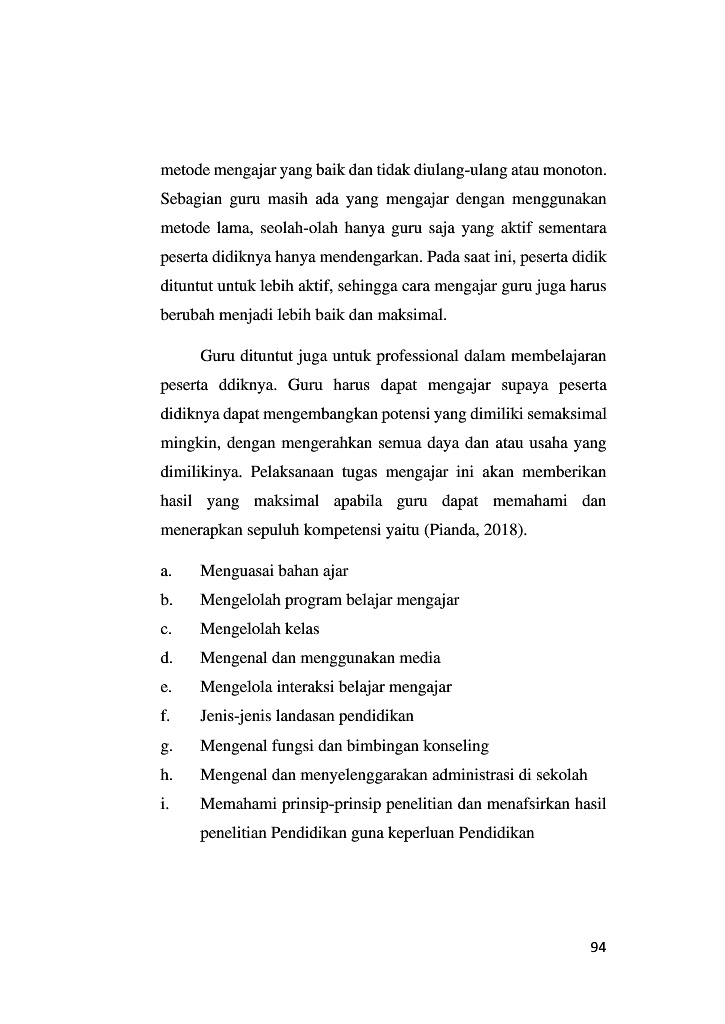 metode mengajar yang baik dan tidak diulang-ulang atau monoton.
Sebagian guru masih ada yang mengajar dengan menggunakan
metode lama, seolah-olah hanya guru saja yang aktif sementara
peserta didiknya hanya mendengarkan. Pada saat ini, peserta didik
dituntut untuk lebih aktif, sehingga cara mengajar guru juga harus
berubah menjadi lebih baik dan maksimal.
Guru dituntut juga untuk professional dalam membelajaran
peserta ddiknya. Guru harus dapat mengajar supaya peserta
didiknya dapat mengembangkan potensi yang dimiliki semaksimal
mingkin, dengan mengerahkan semua daya dan atau usaha yang
dimilikinya. Pelaksanaan tugas mengajar ini akan memberikan
hasil yang maksimal apabila guru dapat memahami dan
menerapkan sepuluh kompetensi yaitu (Pianda, 2018).
a. Menguasai bahan ajar
b. Mengelolah program belajar mengajar
c. Mengelolah kelas
d. Mengenal dan menggunakan media
e. Mengelola interaksi belajar mengajar
f. Jenis-jenis landasan pendidikan
g. Mengenal fungsi dan bimbingan konseling
h. Mengenal dan menyelenggarakan administrasi di sekolah
i. Memahami prinsip-prinsip penelitian dan menafsirkan hasil
penelitian Pendidikan guna keperluan Pendidikan
94